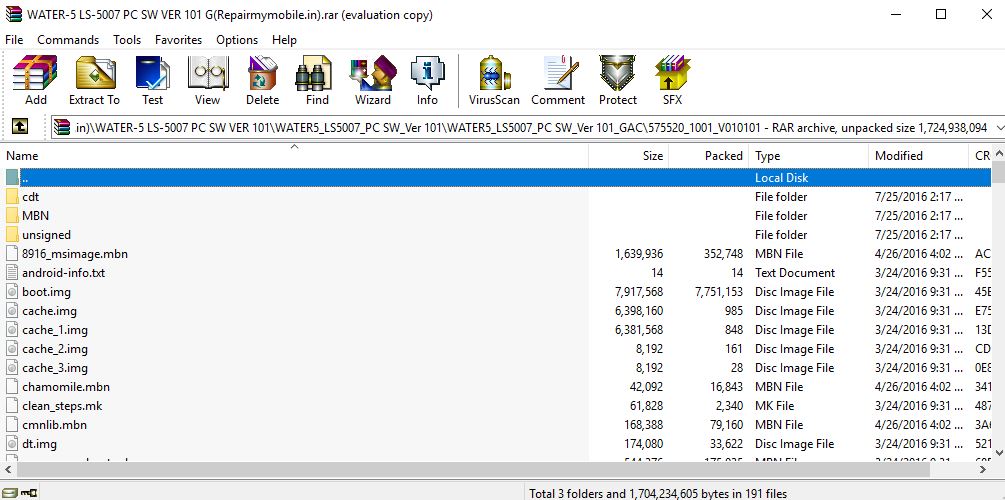 WATER-5 LS-5007 PC SW VER 101 G(Repairmymobile.in).rar (evaluation copy)
File Commands Tools Favorites Options Help
Add Extract To Test View Delete Find Wizard Info VirusScan Comment Protect SFX
.in)\WATER-5 LS-5007 PC SW VER 101\WATER5_LS5007_PC SW_Ver 101\WATER5_LS5007_PC SW_Ver 101_GAC\575520_1001_V010101 - RAR archive, unpacked size 1,724,938,094
Name Size Packed Type Modified CR
.. Local Disk
cdt File folder 7/25/2016 2:17 ...
MBN File folder 7/25/2016 2:17 ...
unsigned File folder 7/25/2016 2:17 ...
8916_msimage.mbn 1,639,936 352,748 MBN File 4/26/2016 4:02 ... AC
android-info.txt 14 14 Text Document 3/24/2016 9:31 ... F55
boot.img 7,917,568 7,751,153 Disc Image File 3/24/2016 9:31 ... 45E
cache.img 6,398,160 985 Disc Image File 3/24/2016 9:31 ... E75
cache_1.img 6,381,568 848 Disc Image File 3/24/2016 9:31 ... 13D
cache_2.img 8,192 161 Disc Image File 3/24/2016 9:31 ... CD
cache_3.img 8,192 28 Disc Image File 3/24/2016 9:31 ... 0E8
chamomile.mbn 42,092 16,843 MBN File 4/26/2016 4:02 ... 341
clean_steps.mk 61,828 2,340 MK File 3/24/2016 9:31 ... 487
cmnlib.mbn 168,388 79,160 MBN File 4/26/2016 4:02 ... 3A6
dt.img 174,080 33,622 Disc Image File 3/24/2016 9:31 ... 521
Total 3 folders and 1,704,234,605 bytes in 191 files